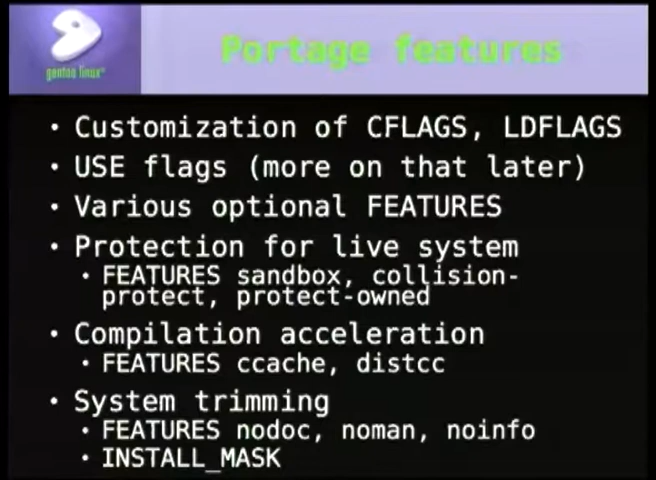 Portage features
gentoo linux
• Customization of CFLAGS, LDFLAGS
• USE flags (more on that later)
• Various optional FEATURES
• Protection for live system
• FEATURES sandbox, collision-
protect, protect-owned
• Compilation acceleration
• FEATURES ccache, distcc
• System trimming
• FEATURES nodoc, noman, noinfo
• INSTALL_MASK